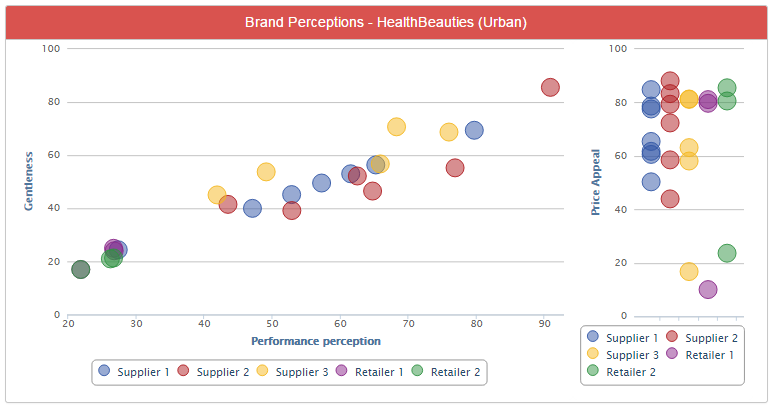 Brand Perceptions - HealthBeauties (Urban)
100
80
60
40
20
0
Gentleness
20 30 40 50 60 70 80 90
Performance perception
Supplier 1 Supplier 2 Supplier 3 Retailer 1 Retailer 2
100
80
60
40
20
0
Price Appeal
Supplier 1 Supplier 2
Supplier 3 Retailer 1
Retailer 2